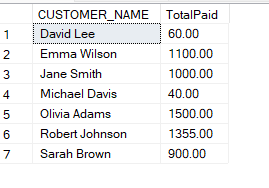 CUSTOMER_NAME TotalPaid
1 David Lee 60.00
2 Emma Wilson 1100.00
3 Jane Smith 1000.00
4 Michael Davis 40.00
5 Olivia Adams 1500.00
6 Robert Johnson 1355.00
7 Sarah Brown 900.00